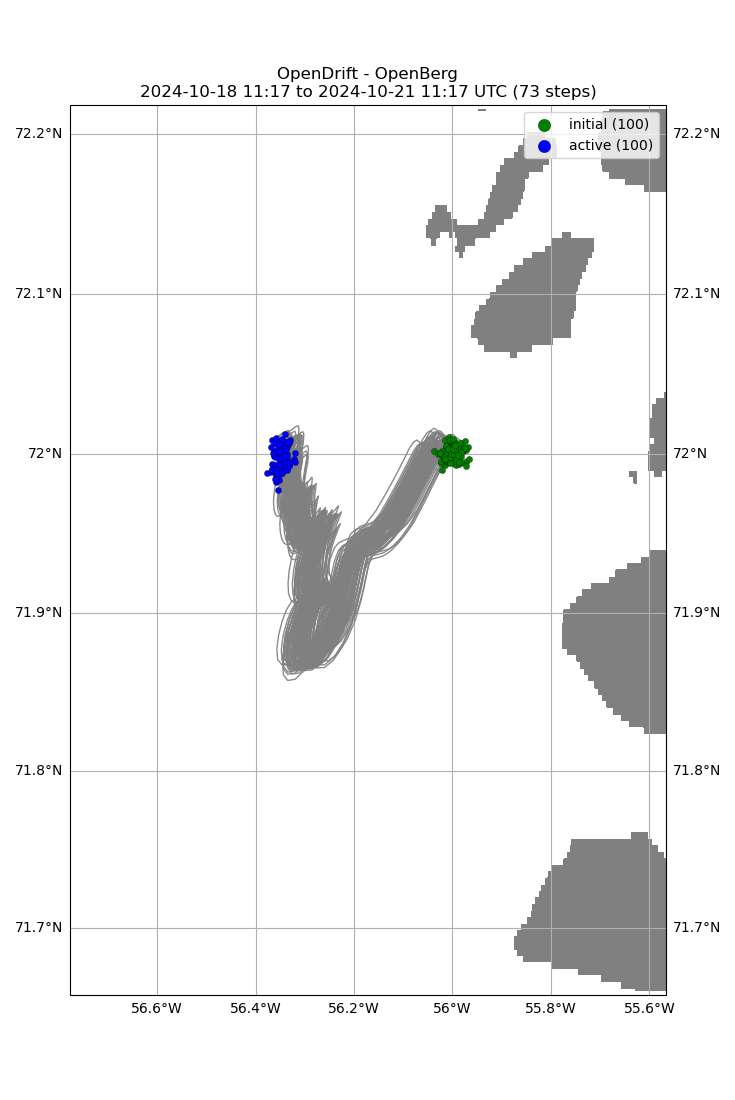 OpenDrift - OpenBerg
2024-10-18 11:17 to 2024-10-21 11:17 UTC (73 steps)
initial (100)
active (100)
72.2°N 72.2°N
72.1°N 72.1°N
72°N 72°N
71.9°N 71.9°N
71.8°N 71.8°N
71.7°N 71.7°N
56.6°W 56.4°W 56.2°W 56°W 55.8°W 55.6°W